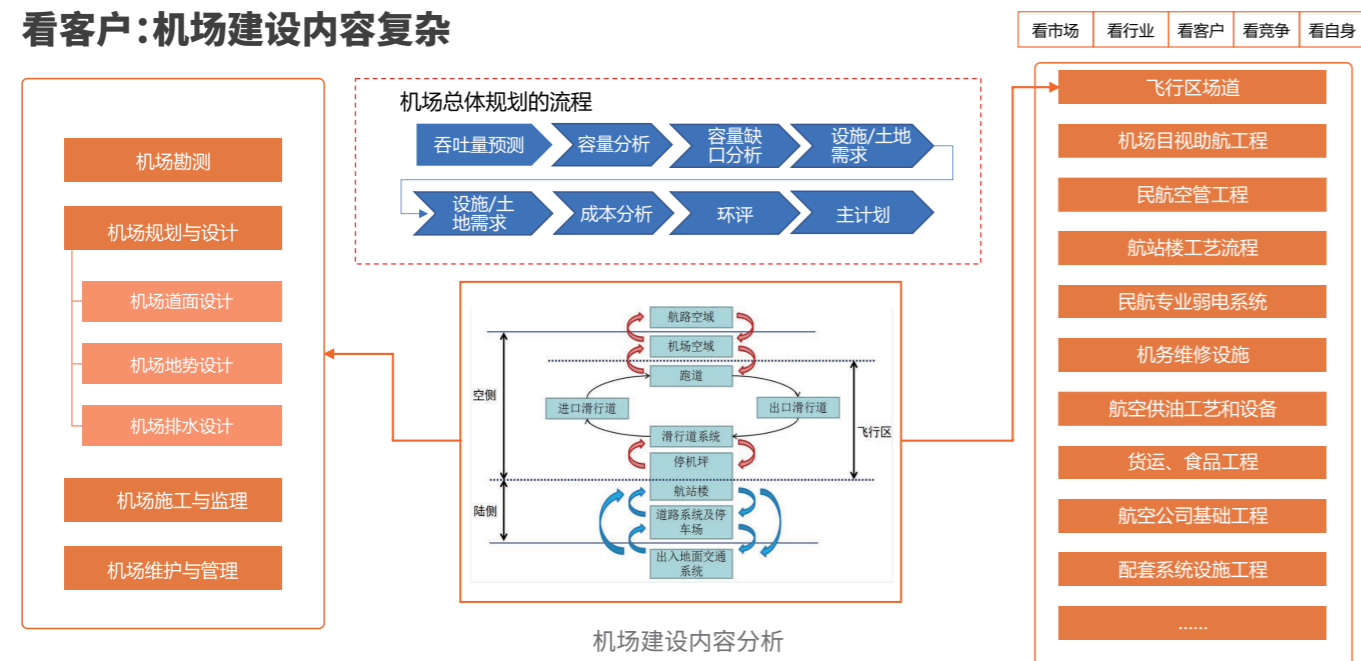 看客户：机场建设内容复杂
看市场
看行业
看客户
看竞争
看自身
机场勘测
机场规划与设计
机场道面设计
机场地势设计
机场排水设计
机场施工与监理
机场维护与管理
机场总体规划的流程
吞吐量预测
容量分析
容量缺
口分析
设施/土地
需求
设施/土
地需求
成本分析
环评
主计划
航路空域
机场空域
跑道
进口滑行道
出口滑行道
滑行道系统
停机坪
航站楼
道路系统及停
车场
出入地面交通
系统
空侧
陆侧
飞行区
机场建设内容分析
飞行区场道
机场目视助航工程
民航空管工程
航站楼工艺流程
民航专业弱电系统
机务维修设施
航空供油工艺和设备
货运、食品工程
航空公司基础工程
配套系统设施工程
......